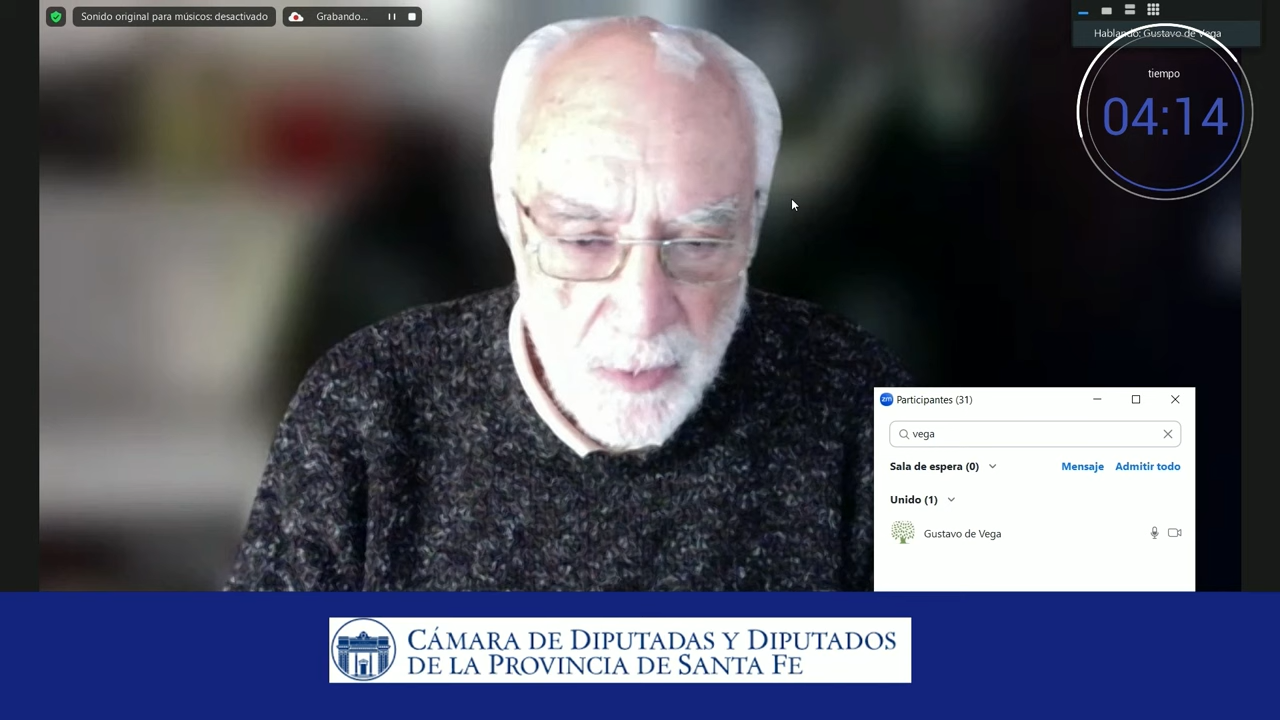 Sonido original para músicos: desactivado
Grabando...
Hablando: Gustavo de Vega
tiempo
04:14
zm Participantes (31)
vega
Sala de espera (0)
Mensaje
Admitir todo
Unido (1)
Gustavo de Vega
CÁMARA DE DIPUTADAS Y DIPUTADOS
DE LA PROVINCIA DE SANTA FE